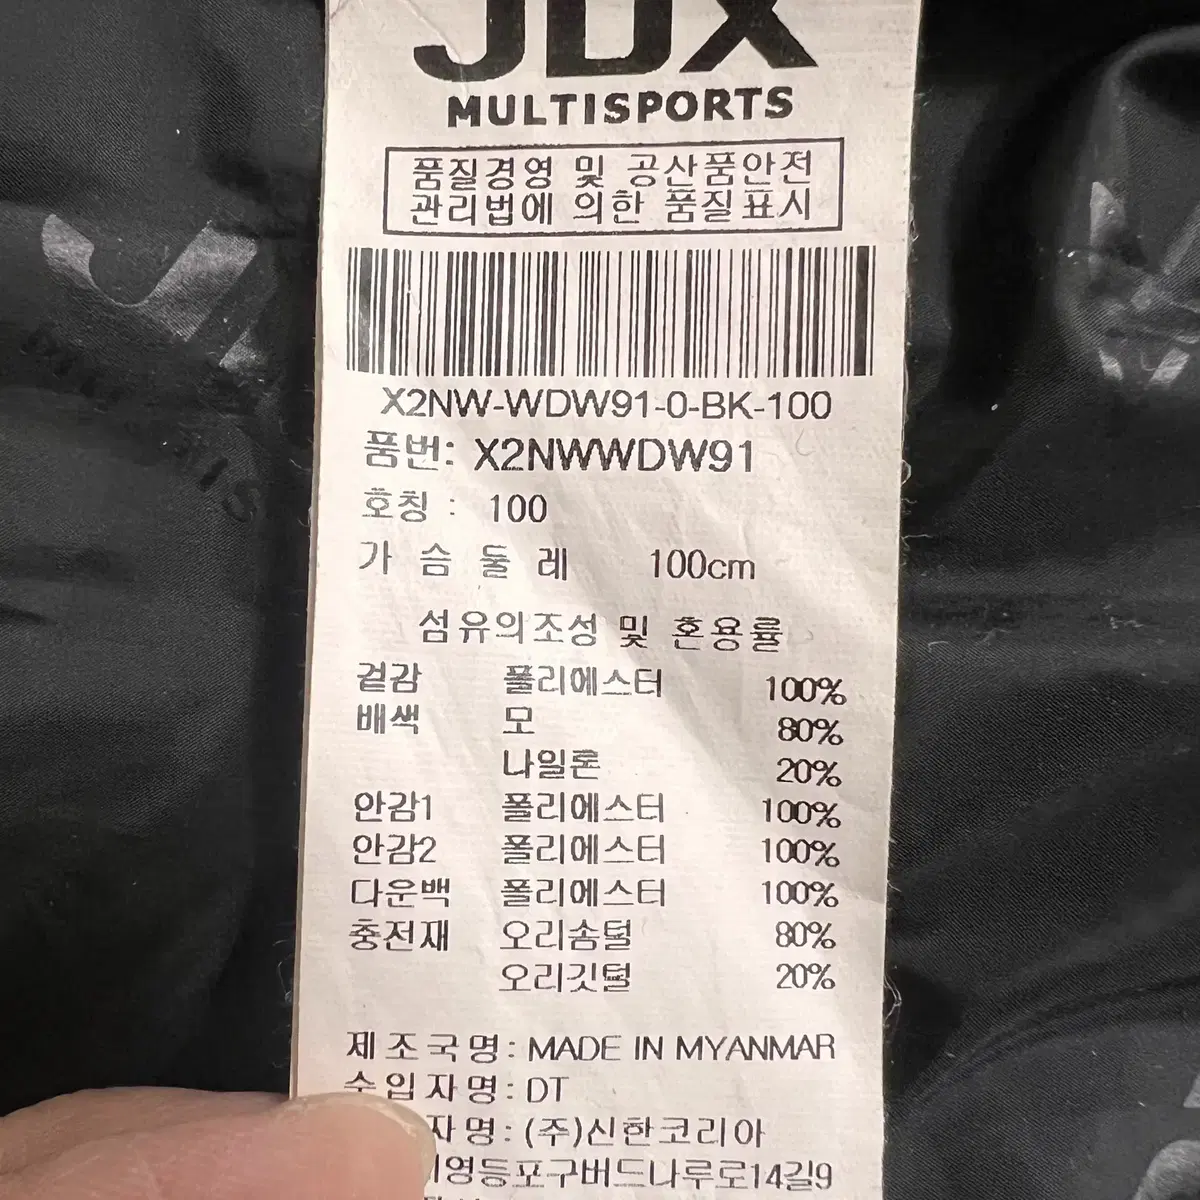 JDX
MULTISPORTS
품질경영 및 공산품안전
관리법에 의한 품질표시
X2NW-WDW91-0-BK-100
품번: X2NWWDW91
호칭 : 100
가 슴 둘 레 100cm
섬유의조성 및 혼용률
겉감 폴리에스터 100%
배색 모 80%
나일론 20%
안감1 폴리에스터 100%
안감2 폴리에스터 100%
다운백 폴리에스터 100%
충전재 오리솜털 80%
오리깃털 20%
제 조 국 명 : MADE IN MYANMAR
수 입 자 명 : DT
자 명 : (주)신한코리아
영등포구버드나루로14길9